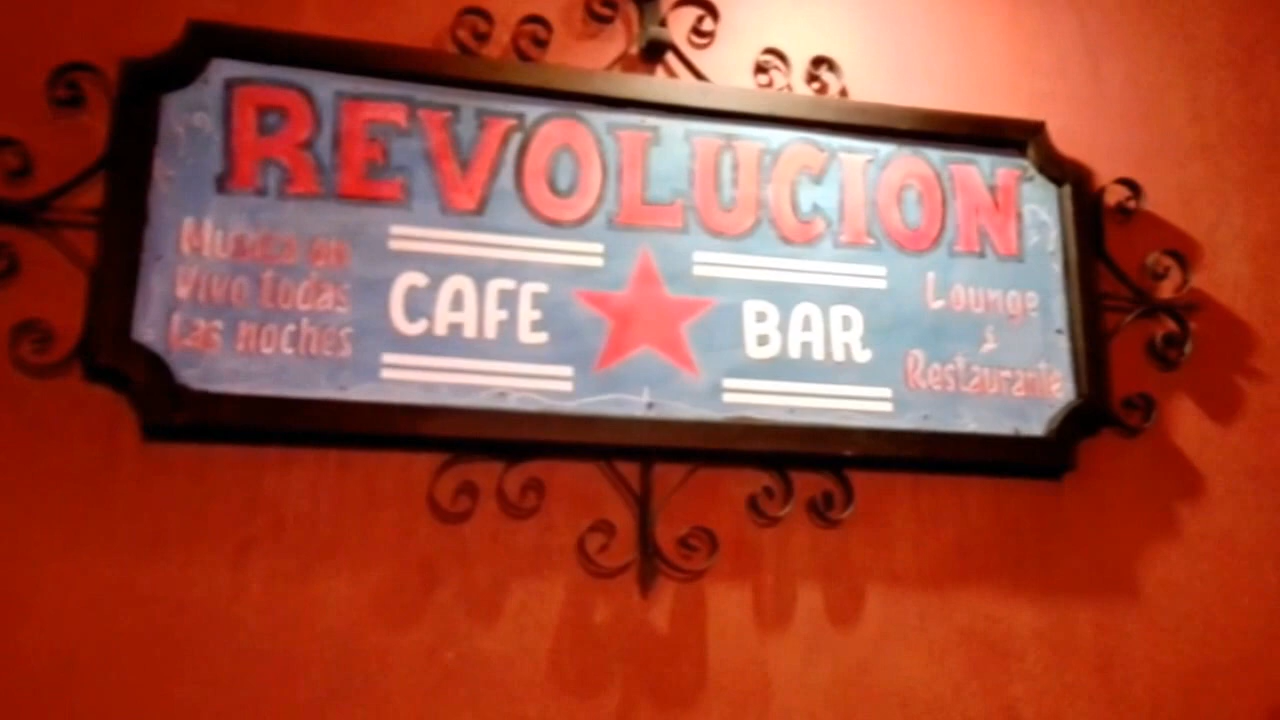 REVOLUCION
Musica en
Vivo todas
Las noches
CAFE
BAR
Lounge
Restaurante